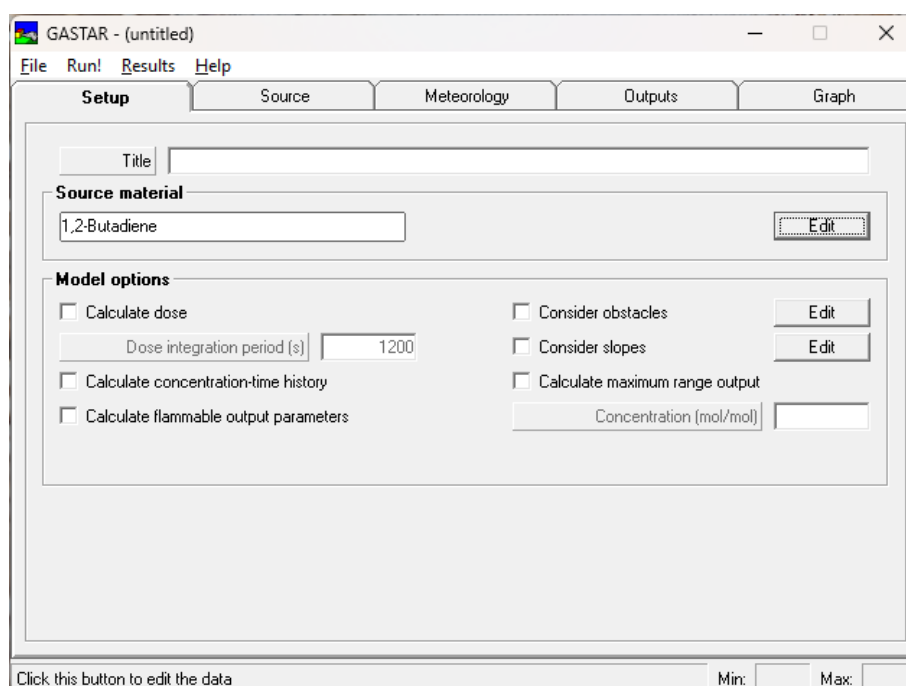 GASTAR - (untitled)
File Run! Results Help
Setup Source Meteorology Outputs Graph
Title
Source material
1,2-Butadiene Edit
Model options
Calculate dose Consider obstacles Edit
Dose integration period (s) 1200 Consider slopes Edit
Calculate concentration-time history Calculate maximum range output
Calculate flammable output parameters Concentration (mol/mol)
Click this button to edit the data Min: Max: